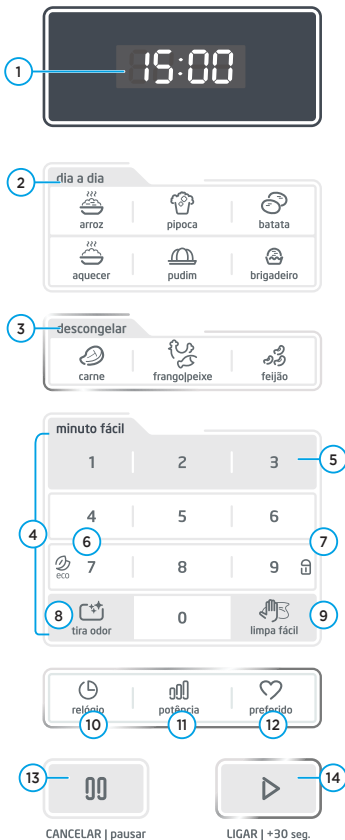 15:00
1
2
dia a dia
arroz
pipoca
batata
aquecer
pudim
brigadeiro
3
descongelar
carne
frango|peixe
feijão
minuto fácil
1 2 3
5
4 5 6
4
6
7
eco
7 8 9
8
tira odor
0
limpa fácil
9
relógio
potência
preferido
10
11
12
13
14
CANCELAR | pausar
LIGAR | +30 seg.